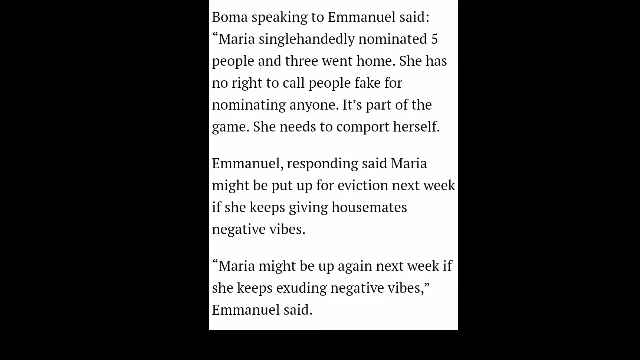 Boma speaking to Emmanuel said:
“Maria singlehandedly nominated 5
people and three went home. She has
no right to call people fake for
nominating anyone. It’s part of the
game. She needs to comport herself.
Emmanuel, responding said Maria
might be put up for eviction next week
if she keeps giving housemates
negative vibes.
“Maria might be up again next week if
she keeps exuding negative vibes,”
Emmanuel said.